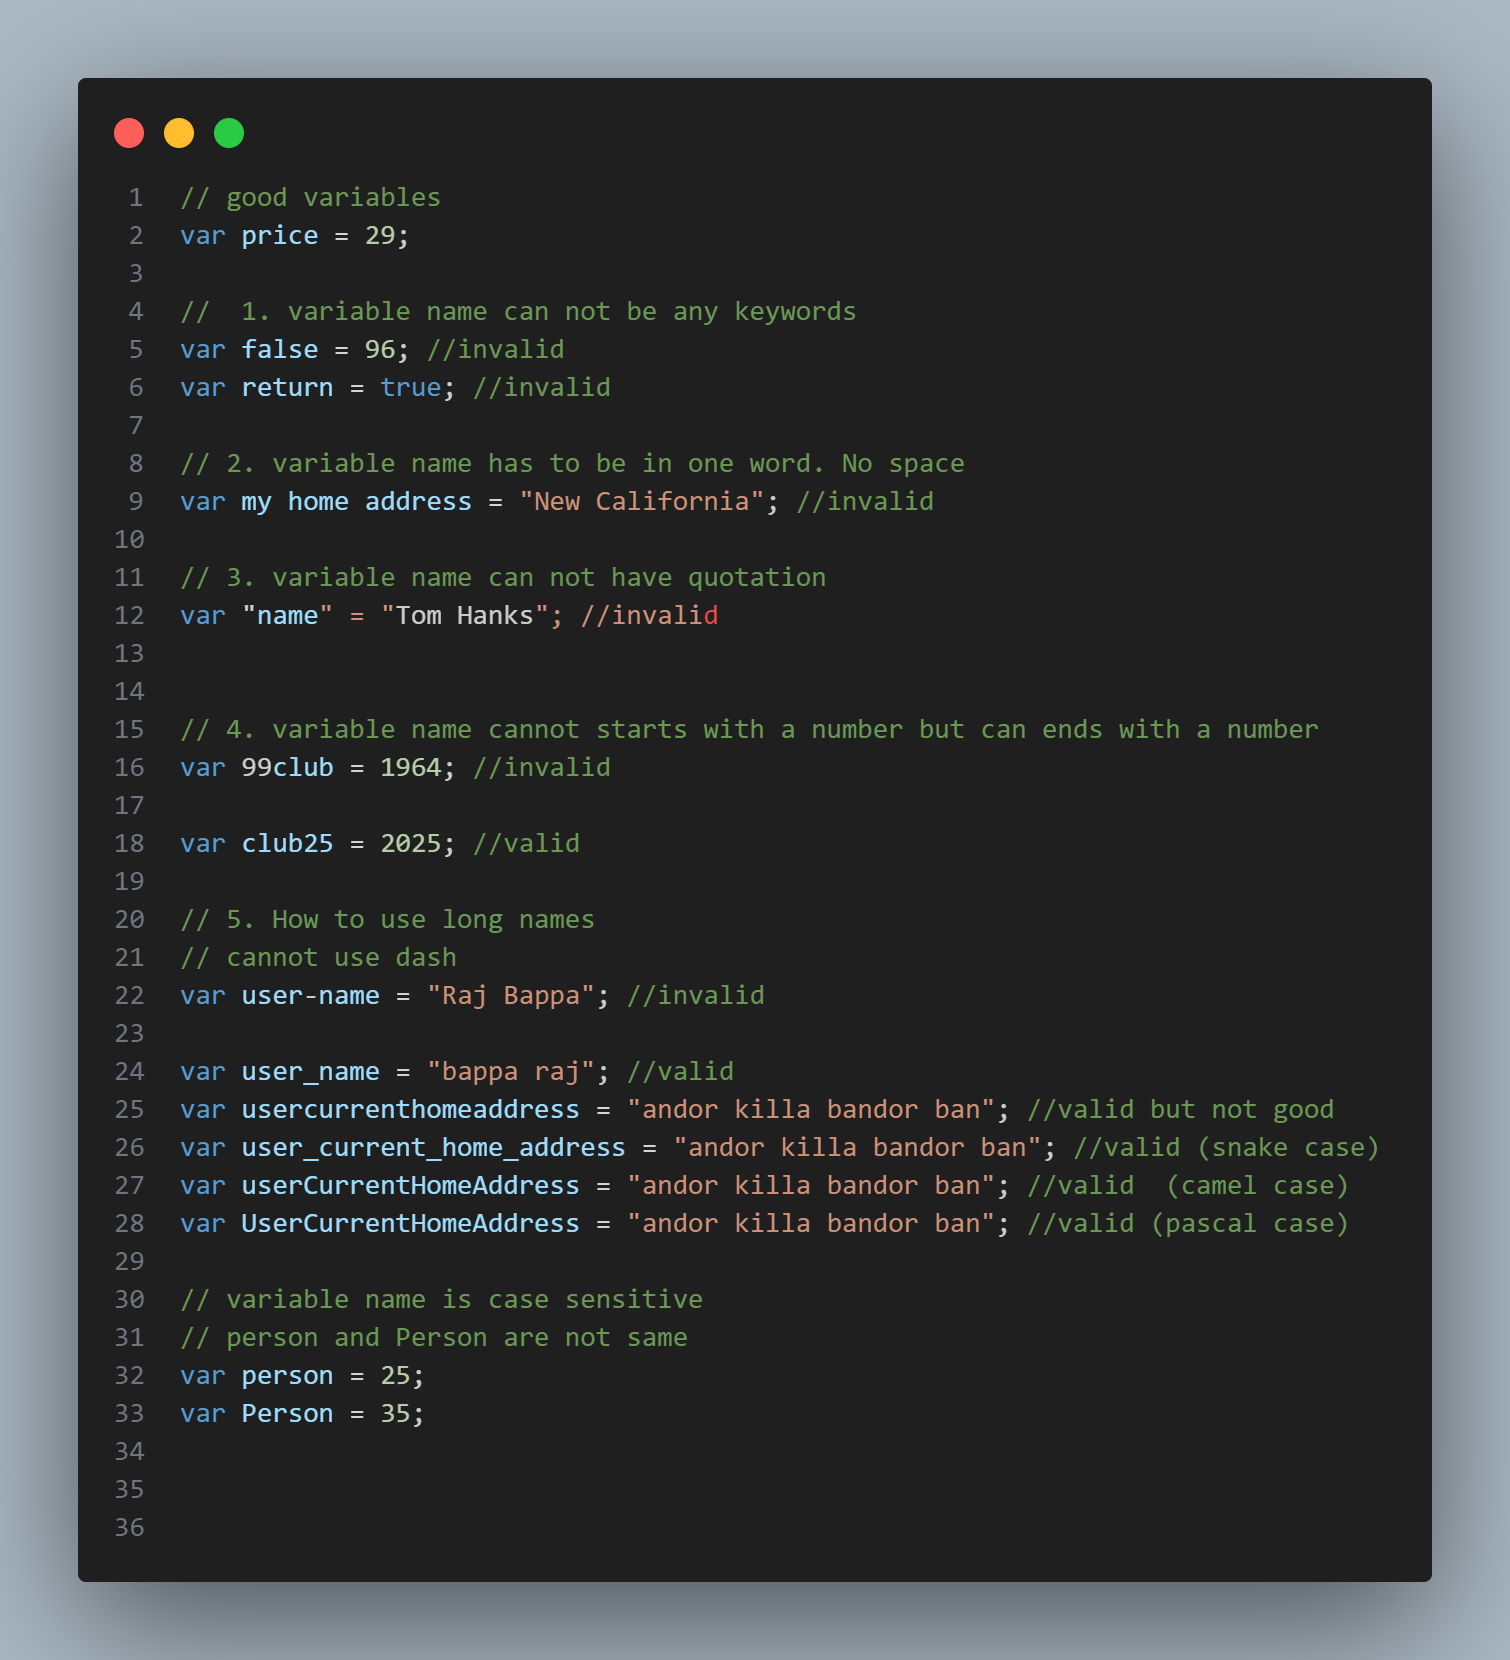 1 // good variables
2 var price = 29;
3
4 //  1. variable name can not be any keywords
5 var false = 96; //invalid
6 var return = true; //invalid
7
8 // 2. variable name has to be in one word. No space
9 var my home address = "New California"; //invalid
10
11 // 3. variable name can not have quotation
12 var "name" = "Tom Hanks"; //invalid
13
14
15 // 4. variable name cannot starts with a number but can ends with a number
16 var 99club = 1964; //invalid
17
18 var club25 = 2025; //valid
19
20 // 5. How to use long names
21 // cannot use dash
22 var user-name = "Raj Bappa"; //invalid
23
24 var user_name = "bappa raj"; //valid
25 var usercurrenthomeaddress = "andor killa bandor ban"; //valid but not good
26 var user_current_home_address = "andor killa bandor ban"; //valid (snake case)
27 var userCurrentHomeAddress = "andor killa bandor ban"; //valid  (camel case)
28 var UserCurrentHomeAddress = "andor killa bandor ban"; //valid (pascal case)
29
30 // variable name is case sensitive
31 // person and Person are not same
32 var person = 25;
33 var Person = 35;
34
35
36